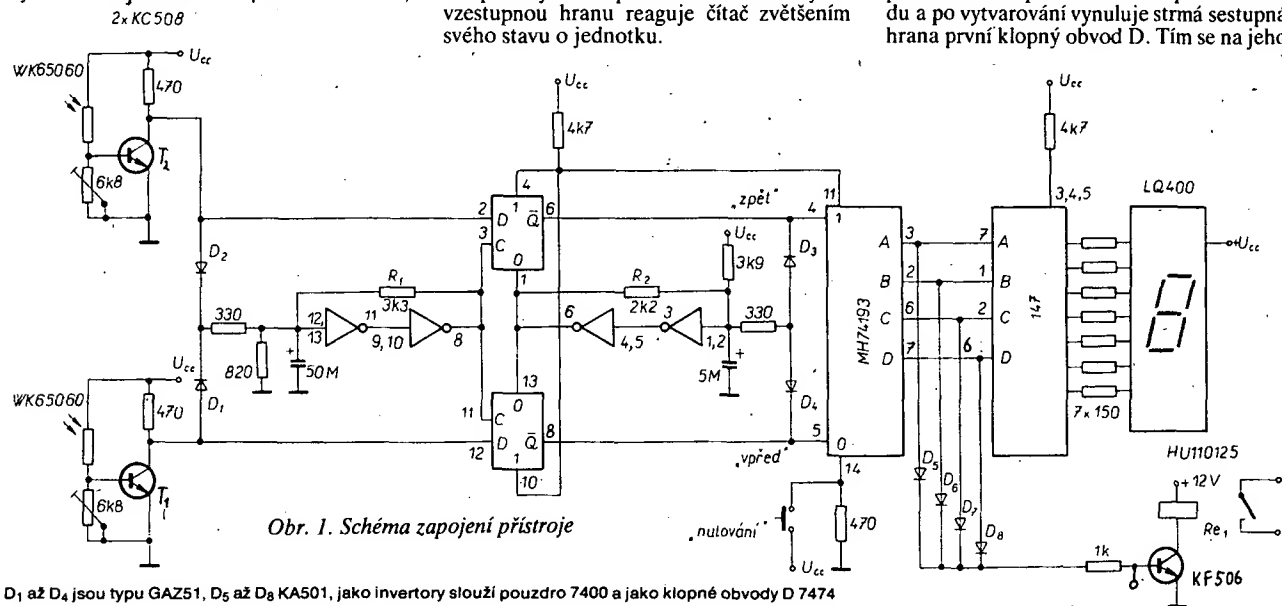 vzestupnou hranu reaguje čítač zvětšením
svého stavu o jednotku.
du a po vytvarování vynuluje strmá sestupná
hrana první klopný obvod D. Tím se na jeho
2x KC508
WK65060
Ucc
470
T2
6k8
D2
330
820
50M
R1
3k3
12,
13
11
9,10
8
Ucc
WK65060
470
D1
T1
6k8
Ucc
4k7
4
2
3
1
D
Q̄
C
0
6
1
13
11
12
0
C
D
Q̄
1
8
10
„zpět"
Ucc
3k9
R2
2k2
6
4,5
3
1,2
330
5M
D3
D4
„vpřed"
11
4
1
5
0
14
MH74193
A
B
C
D
3
2
6
7
„nulování"
Ucc
470
Ucc
4k7
3,4,5
7
1
2
6
A
B
C
D
147
7x150
LQ400
+Ucc
D5
D6
D7
D8
1k
HU110125
+12V
Re1
KF506
Obr. 1. Schéma zapojení přístroje
D1 až D4 jsou typu GAZ51, D5 až D8 KA501, jako invertory slouží pouzdro 7400 a jako klopné obvody D 7474